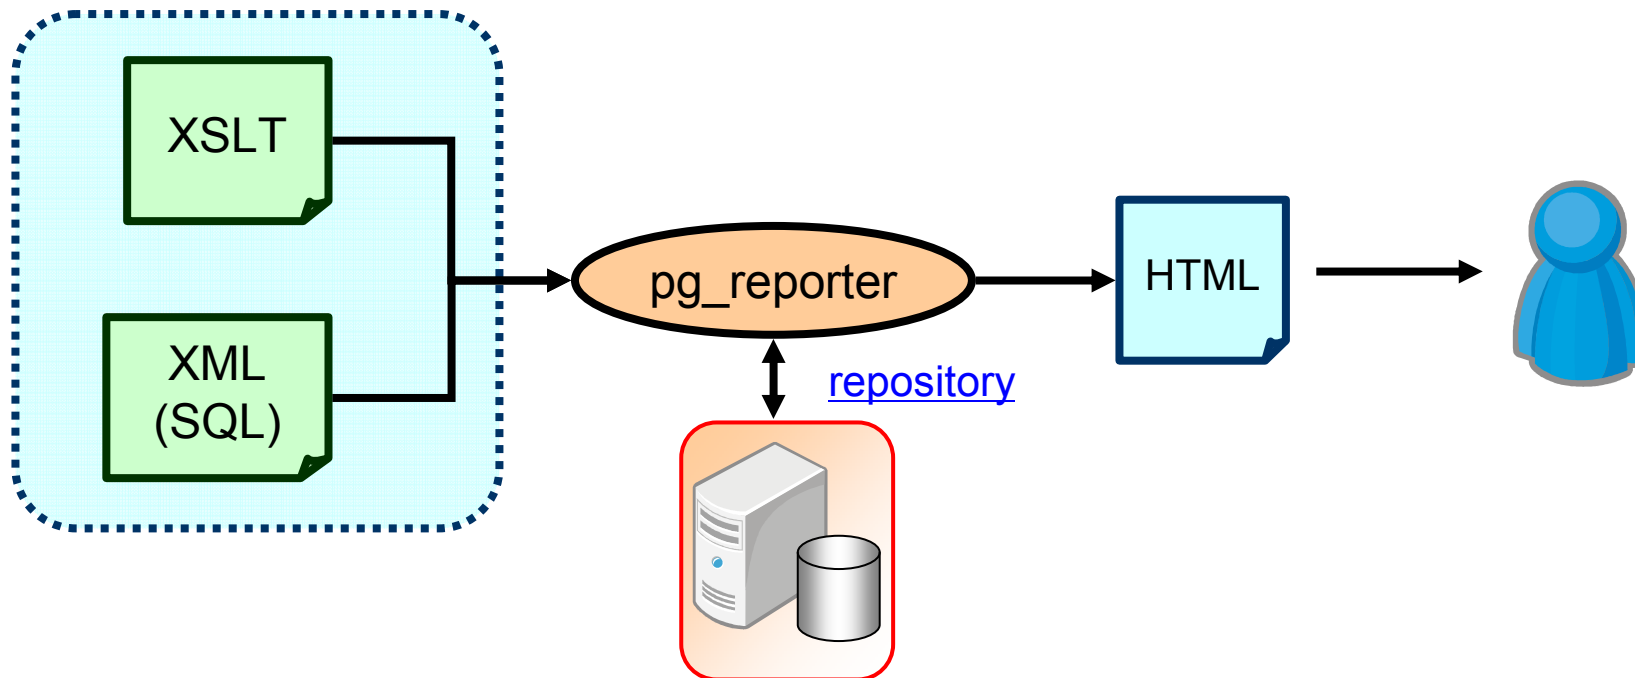 XSLT
XML
(SQL)
pg_reporter
repository
HTML